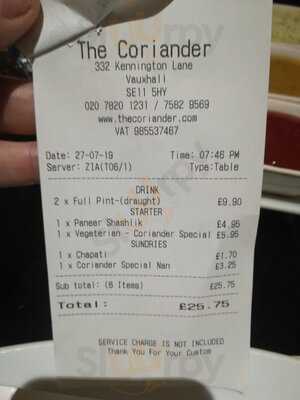 The Coriander
332 Kennington Lane
Vauxhall
SE11 5HY
020 7820 1231 / 7582 9569
www.thecoriander.com
VAT 985537467
Date: 27-07-19 Time: 07:46 PM
Server: ZIA(T06/1) Type:Table
DRINK
2 x Full Pint-(draught) £9.90
STARTER
1 x Paneer Shashlik £4.95
1 x Vegeterian - Coriander Special £5.95
SUNDRIES
1 x Chapati £1.70
1 x Coriander Special Nan £3.25
Sub total: (6 Items) £25.75
Total: £25.75
SERVICE CHARGE IS NOT INCLUDED
Thank You For Your Custom